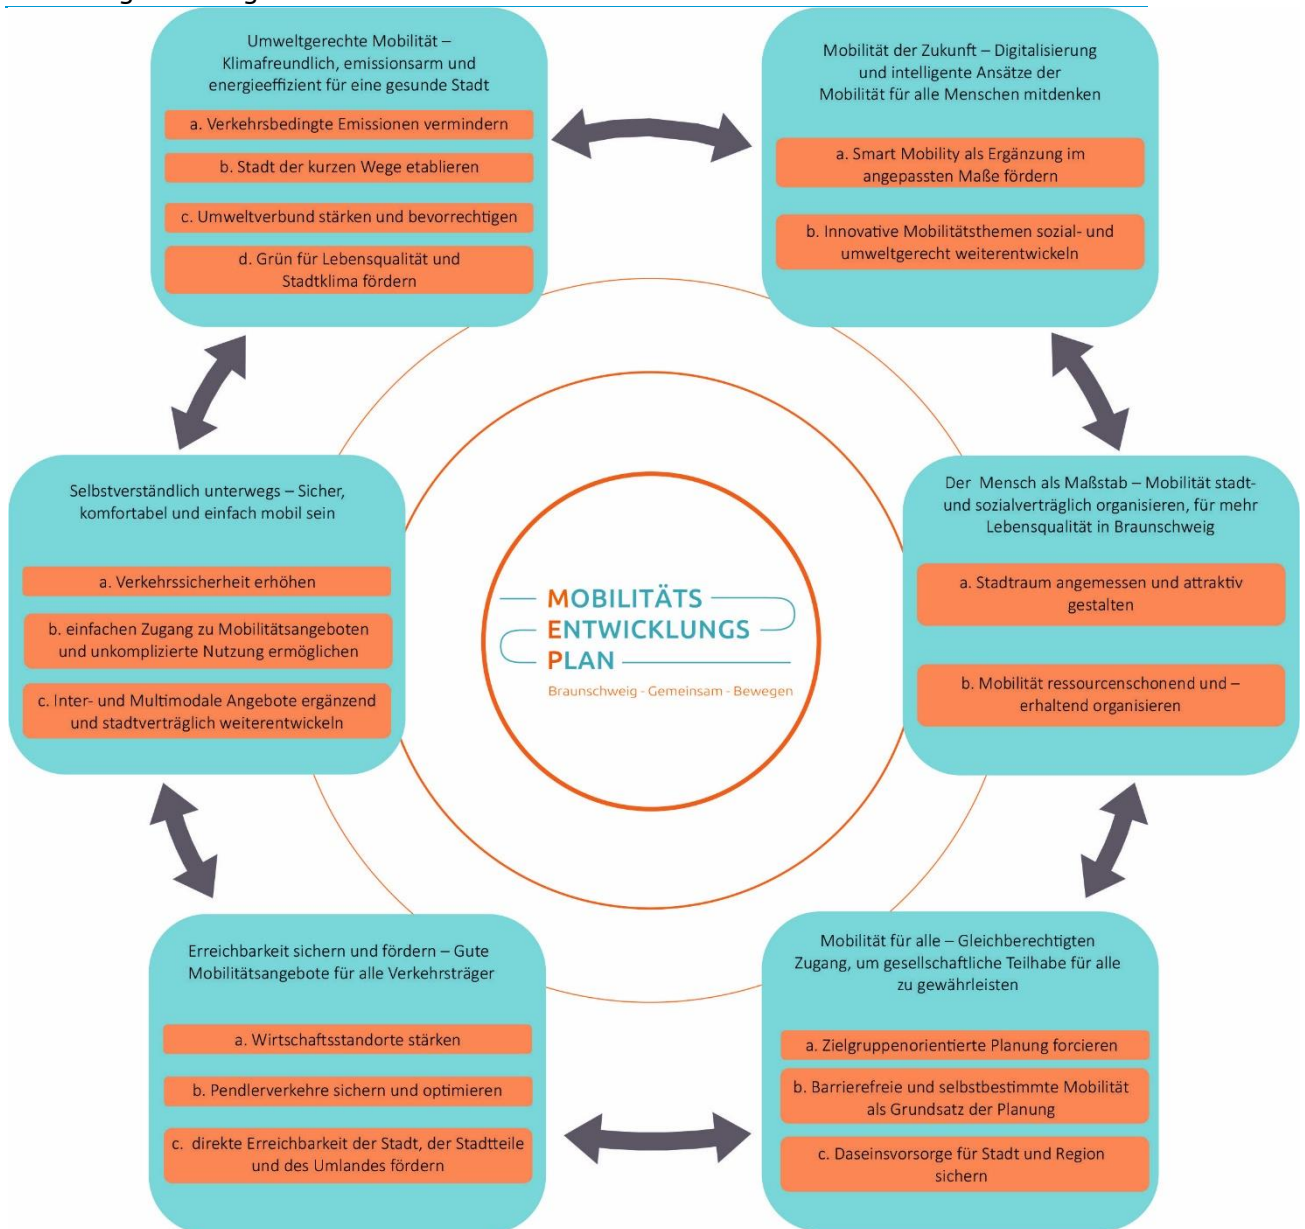 Umweltgerechte Mobilität –
Klimafreundlich, emissionsarm und
energieeffizient für eine gesunde Stadt
a. Verkehrsbedingte Emissionen vermindern
b. Stadt der kurzen Wege etablieren
c. Umweltverbund stärken und bevorrechtigen
d. Grün für Lebensqualität und
Stadtklima fördern
Mobilität der Zukunft – Digitalisierung
und intelligente Ansätze der
Mobilität für alle Menschen mitdenken
a. Smart Mobility als Ergänzung im
angepassten Maße fördern
b. Innovative Mobilitätsthemen sozial- und
umweltgerecht weiterentwickeln
Selbstverständlich unterwegs – Sicher,
komfortabel und einfach mobil sein
a. Verkehrssicherheit erhöhen
b. einfachen Zugang zu Mobilitätsangeboten
und unkomplizierte Nutzung ermöglichen
c. Inter- und Multimodale Angebote ergänzend
und stadtverträglich weiterentwickeln
MOBILITÄTS
ENTWICKLUNGS
PLAN
Braunschweig - Gemeinsam - Bewegen
Der Mensch als Maßstab – Mobilität stadt-
und sozialverträglich organisieren, für mehr
Lebensqualität in Braunschweig
a. Stadtraum angemessen und attraktiv
gestalten
b. Mobilität ressourcenschonend und –
erhaltend organisieren
Erreichbarkeit sichern und fördern – Gute
Mobilitätsangebote für alle Verkehrsträger
a. Wirtschaftsstandorte stärken
b. Pendlerverkehre sichern und optimieren
c. direkte Erreichbarkeit der Stadt, der Stadtteile
und des Umlandes fördern
Mobilität für alle – Gleichberechtigten
Zugang, um gesellschaftliche Teilhabe für alle
zu gewährleisten
a. Zielgruppenorientierte Planung forcieren
b. Barrierefreie und selbstbestimmte Mobilität
als Grundsatz der Planung
c. Daseinsvorsorge für Stadt und Region
sichern